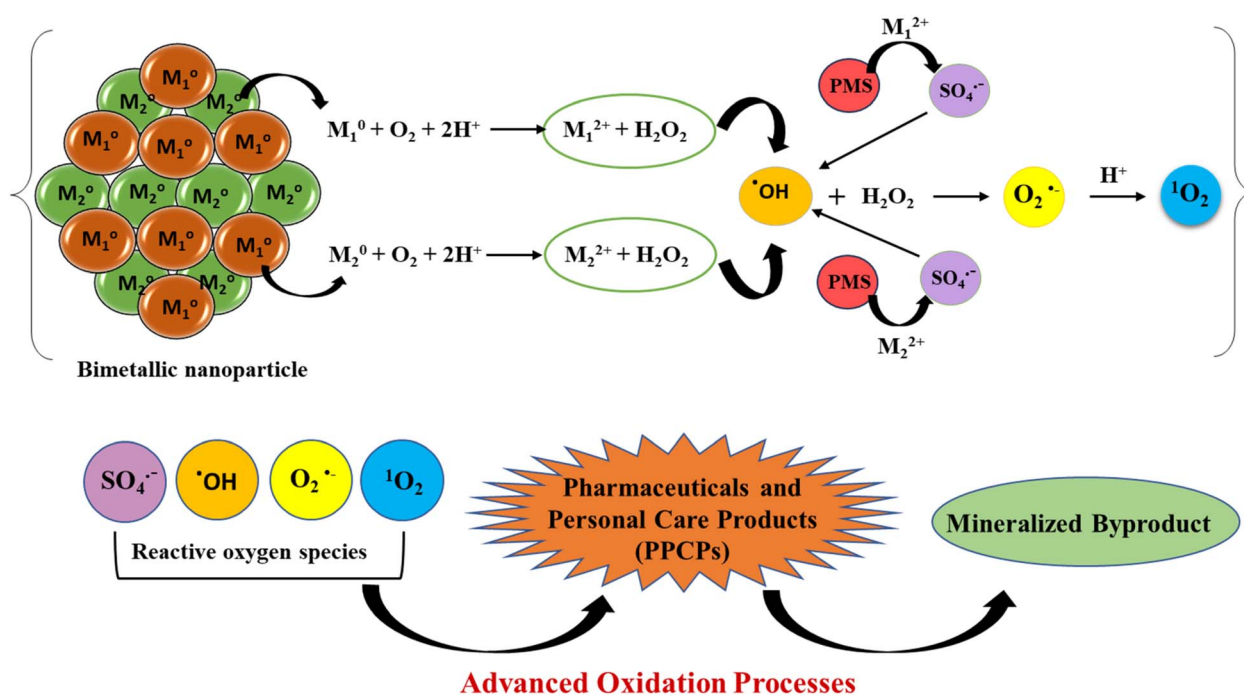 M₁⁰
M₂⁰ M₂⁰
M₁⁰ M₁⁰ M₁⁰
M₂⁰ M₂⁰ M₂⁰ M₂⁰
M₁⁰ M₁⁰ M₁⁰
M₂⁰ M₂⁰
M₁⁰
Bimetallic nanoparticle
M₁⁰ + O₂ + 2H⁺
M₁²⁺ + H₂O₂
M₂⁰ + O₂ + 2H⁺
M₂²⁺ + H₂O₂
M₁²⁺
PMS
SO₄•⁻
•OH + H₂O₂
O₂•⁻
H⁺
¹O₂
PMS
SO₄•⁻
M₂²⁺
SO₄•⁻
•OH
O₂•⁻
¹O₂
Reactive oxygen species
Pharmaceuticals and
Personal Care Products
(PPCPs)
Mineralized Byproduct
Advanced Oxidation Processes